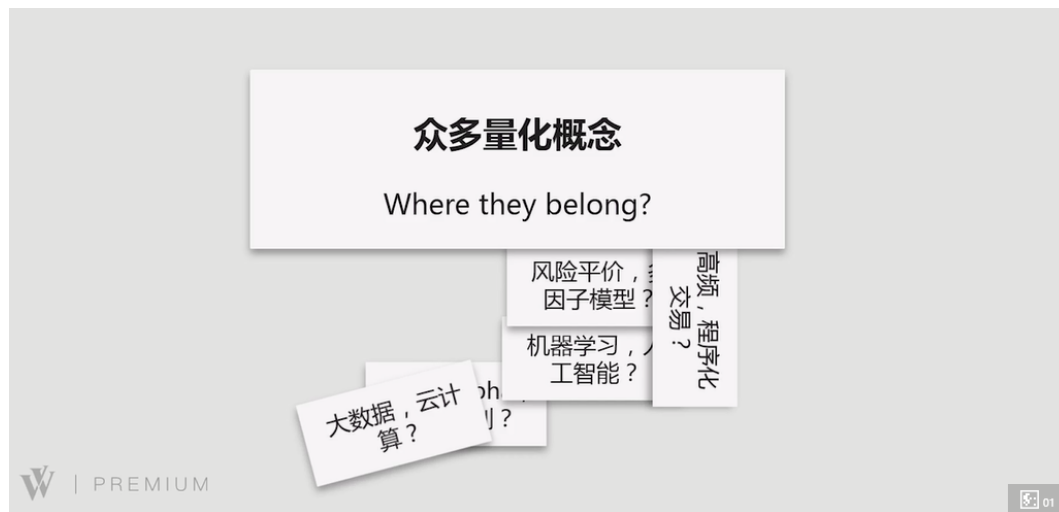 众多量化概念
Where they belong?
风险平价，
因子模型？
高频，程序化
交易？
机器学习，
工智能？
大数据，云计
算？
？
PREMIUM
01